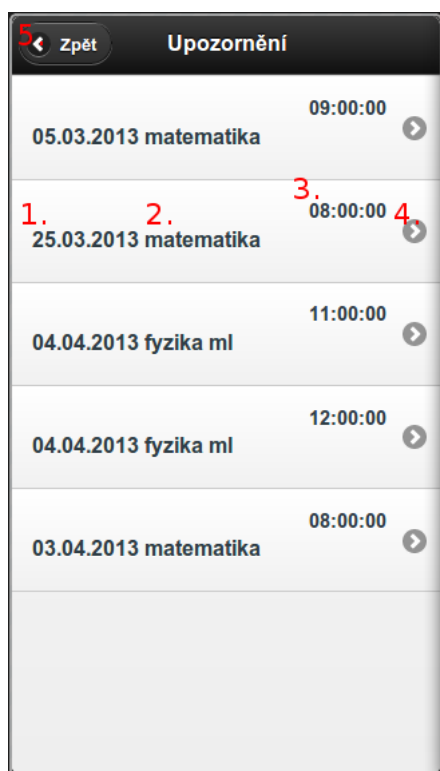 5. Zpět Upozornění
09:00:00
05.03.2013 matematika
1. 2. 3. 08:00:00 4.
25.03.2013 matematika
11:00:00
04.04.2013 fyzika ml
12:00:00
04.04.2013 fyzika ml
08:00:00
03.04.2013 matematika